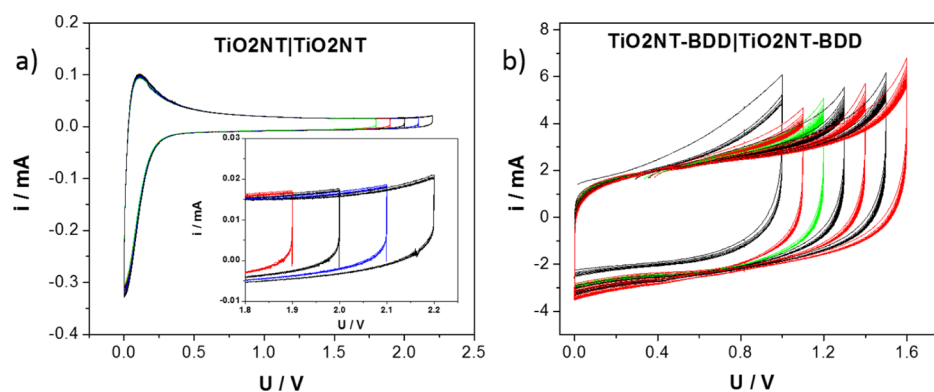 a)
TiO2NT|TiO2NT
i / mA
0.2
0.1
0.0
-0.1
-0.2
-0.3
-0.4
0.0 0.5 1.0 1.5 2.0 2.5
U / V
i / mA
0.03
0.02
0.01
0.00
-0.01
1.8 1.9 2.0 2.1 2.2
U / V
b)
TiO2NT-BDD|TiO2NT-BDD
i / mA
8
6
4
2
0
-2
-4
0.0 0.4 0.8 1.2 1.6
U / V